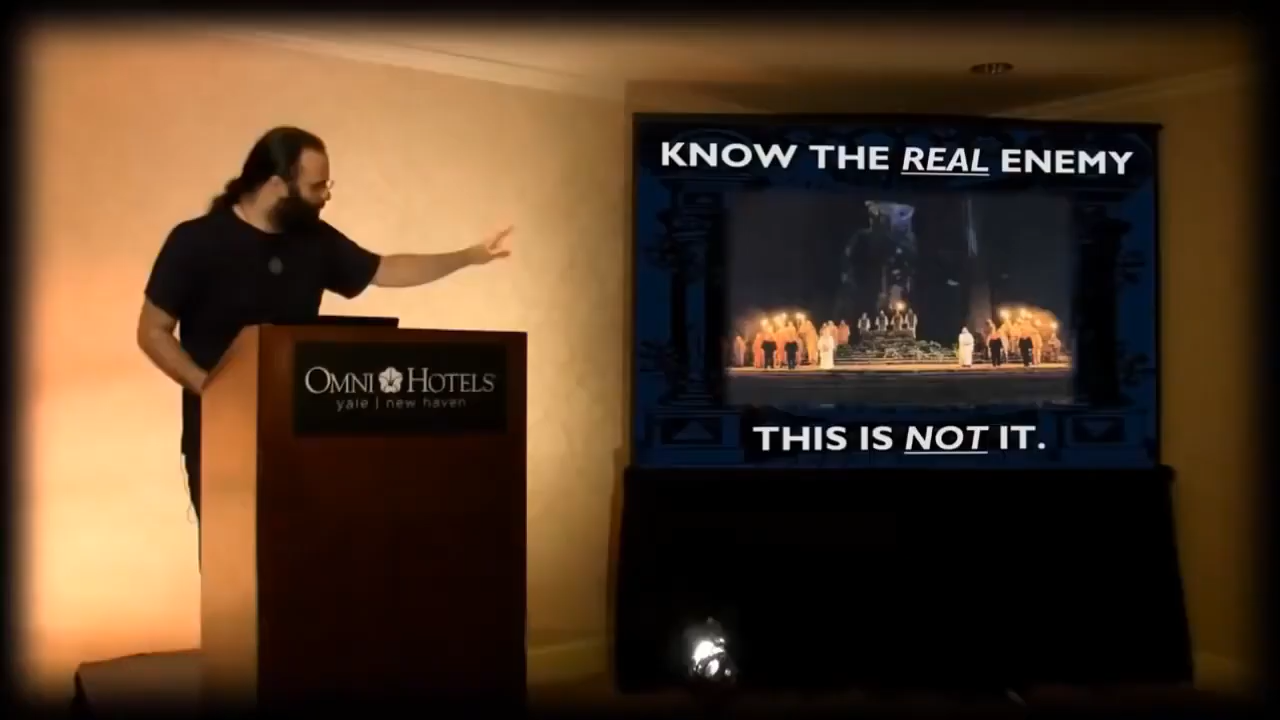 KNOW THE REAL ENEMY
THIS IS NOT IT.
OMNI HOTELS
yale | new haven